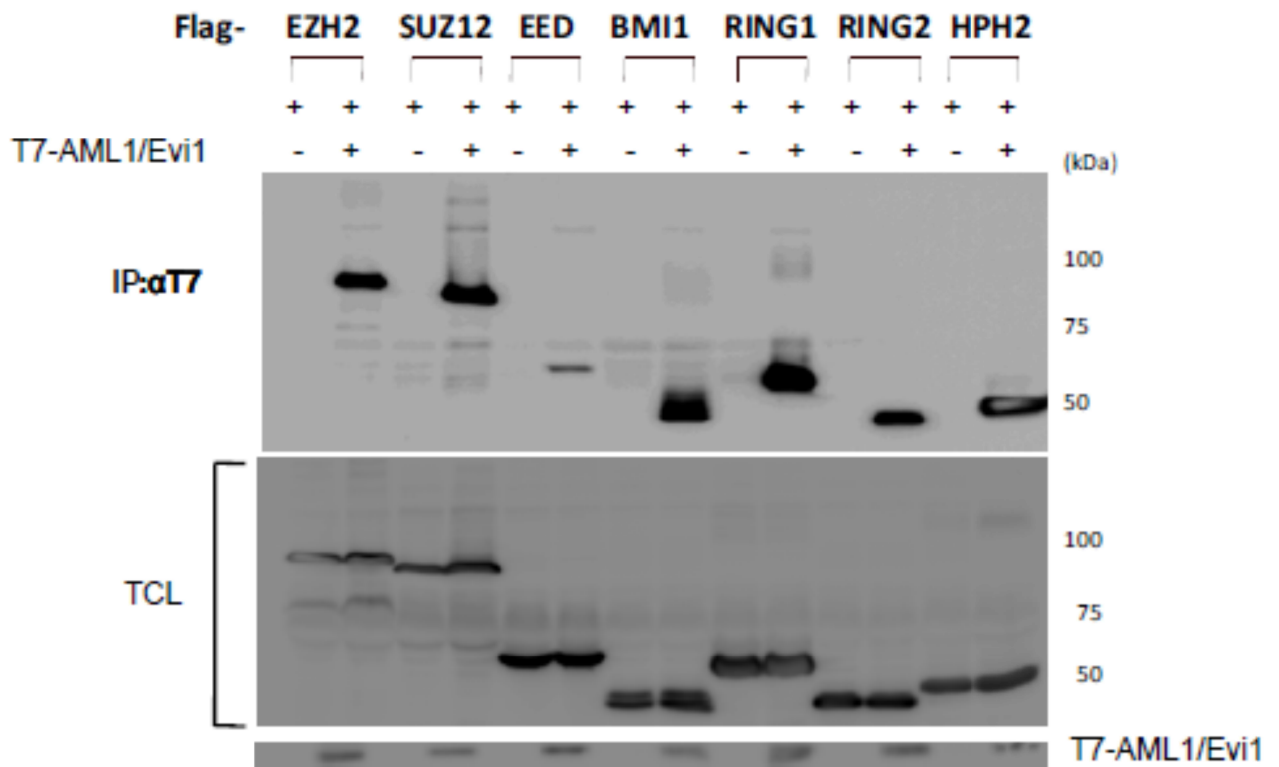 Flag- EZH2 SUZ12 EED BMI1 RING1 RING2 HPH2
+ + + + + + + + + + + + + +
T7-AML1/Evi1 - + - + - + - + - + - + - +
(kDa)
IP:αT7
100
75
50
TCL
100
75
50
T7-AML1/Evi1